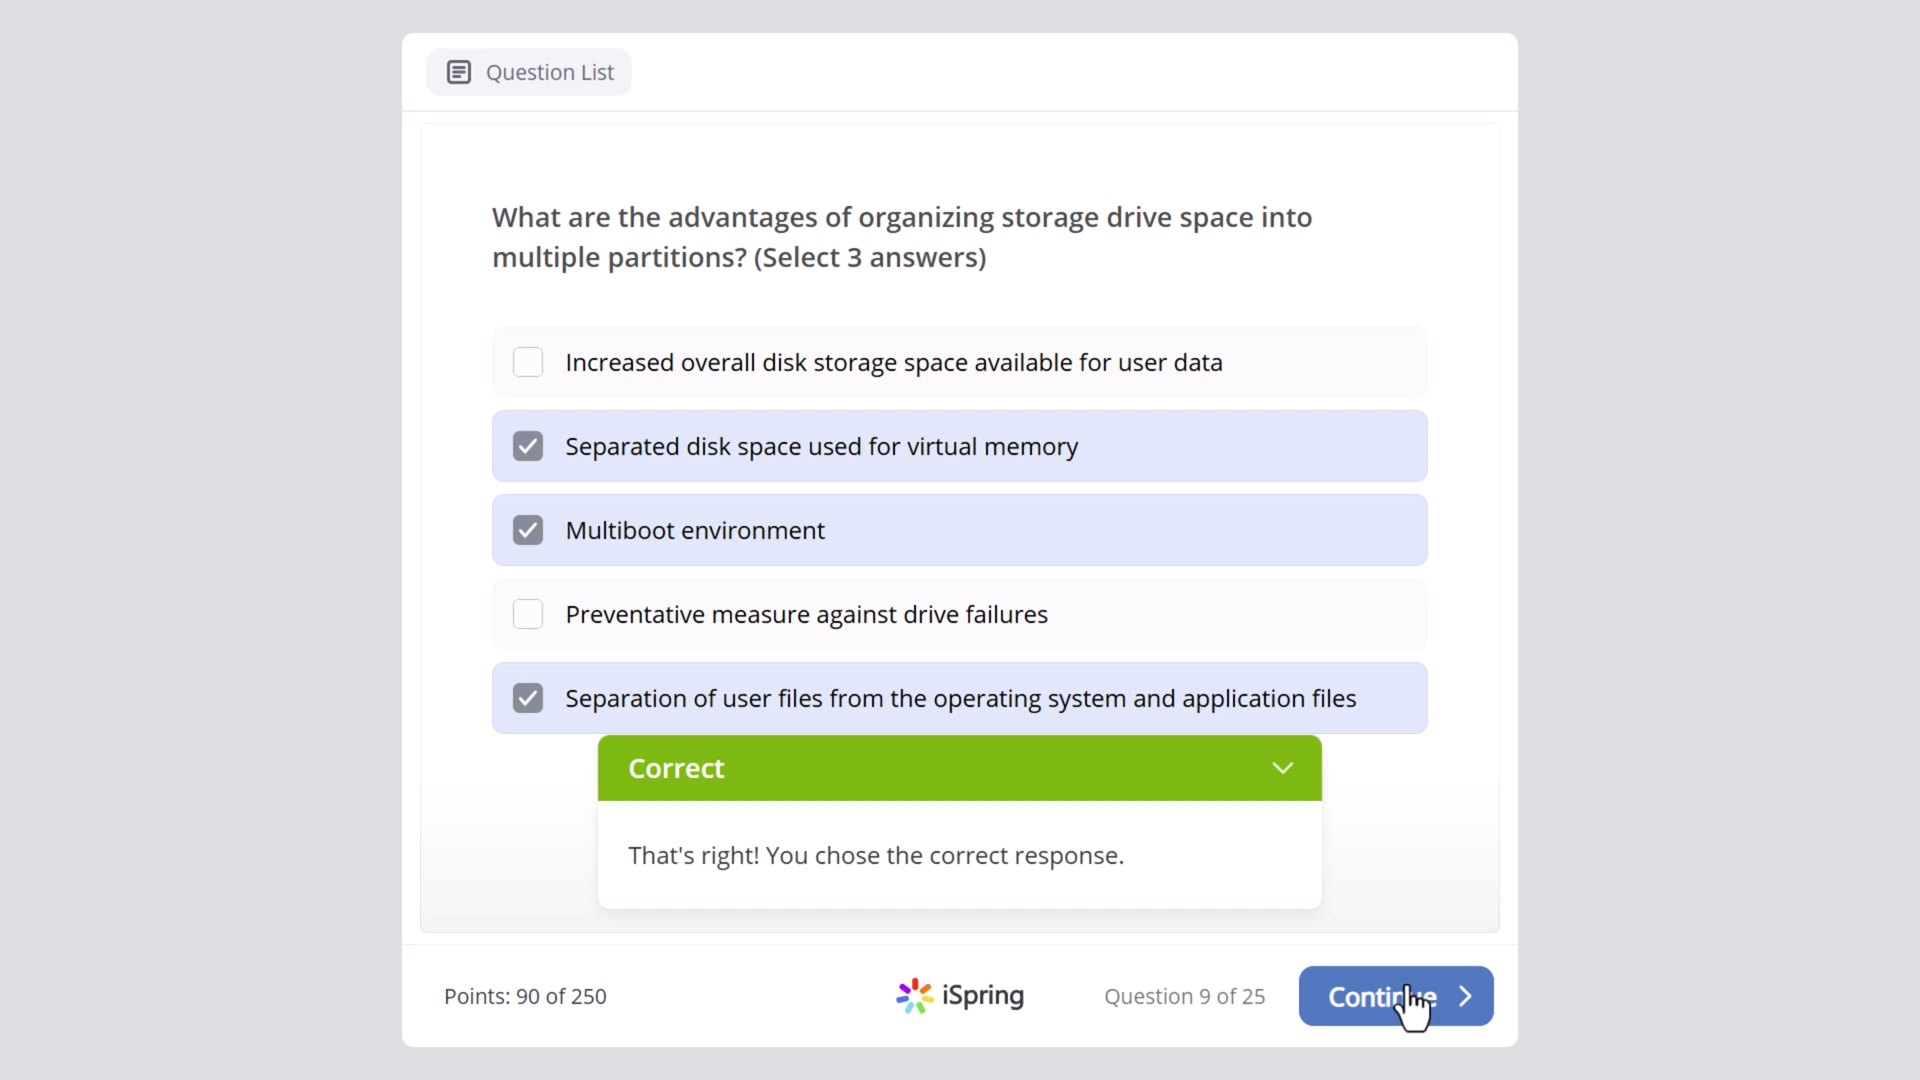 Question List
What are the advantages of organizing storage drive space into
multiple partitions? (Select 3 answers)
Increased overall disk storage space available for user data
Separated disk space used for virtual memory
Multiboot environment
Preventative measure against drive failures
Separation of user files from the operating system and application files
Correct
That's right! You chose the correct response.
Points: 90 of 250
iSpring
Question 9 of 25
Continue